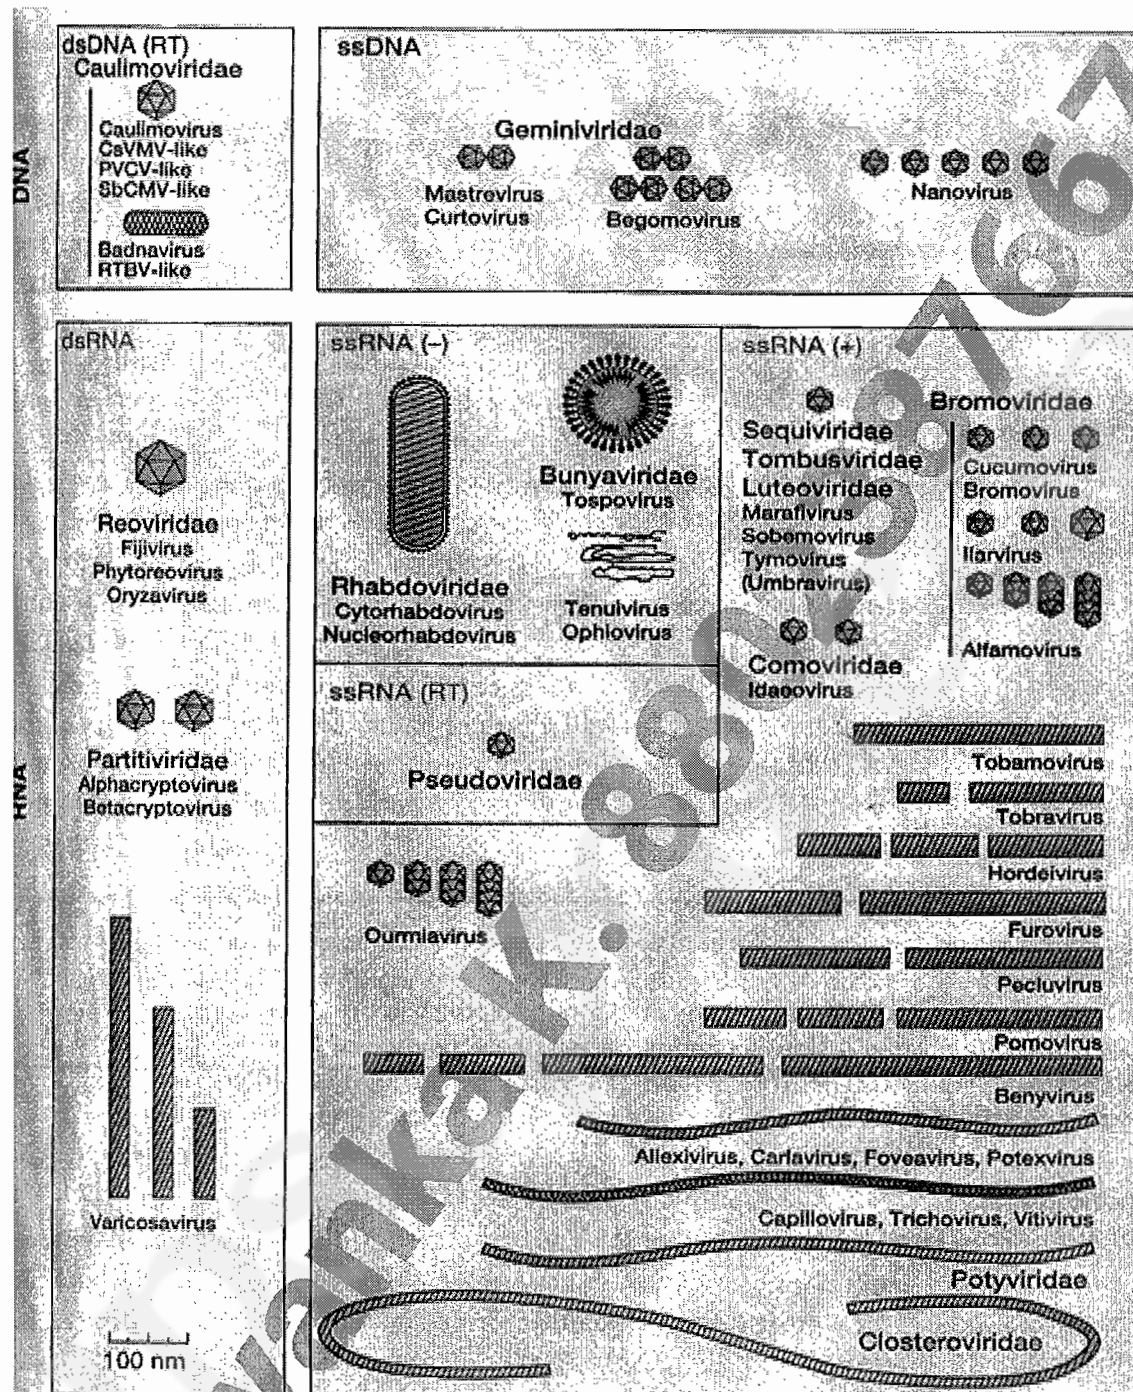 DNA
dsDNA (RT)
Caulimoviridae
Caulimovirus
CsVMV-like
PVCV-like
SbCMV-like
Badnavirus
RTBV-like
ssDNA
Geminiviridae
Mastrevirus
Curtovirus
Begomovirus
Nanovirus
RNA
dsRNA
Reoviridae
Fijivirus
Phytoreovirus
Oryzavirus
Partitiviridae
Alphacryptovirus
Betacryptovirus
Varicosavirus
100 nm
ssRNA (–)
Rhabdoviridae
Cytorhabdovirus
Nucleorhabdovirus
Bunyaviridae
Tospovirus
Tenuivirus
Ophiovirus
ssRNA (RT)
Pseudoviridae
ssRNA (+)
Sequiviridae
Tombusviridae
Luteoviridae
Marafivirus
Sobemovirus
Tymovirus
(Umbravirus)
Comoviridae
Idaeovirus
Bromoviridae
Cucumovirus
Bromovirus
Ilarvirus
Alfamovirus
Ourmiavirus
Tobamovirus
Tobravirus
Hordeivirus
Furovirus
Pecluvirus
Pomovirus
Benyvirus
Allexivirus, Carlavirus, Foveavirus, Potexvirus
Capillovirus, Trichovirus, Vitivirus
Potyviridae
Closteroviridae